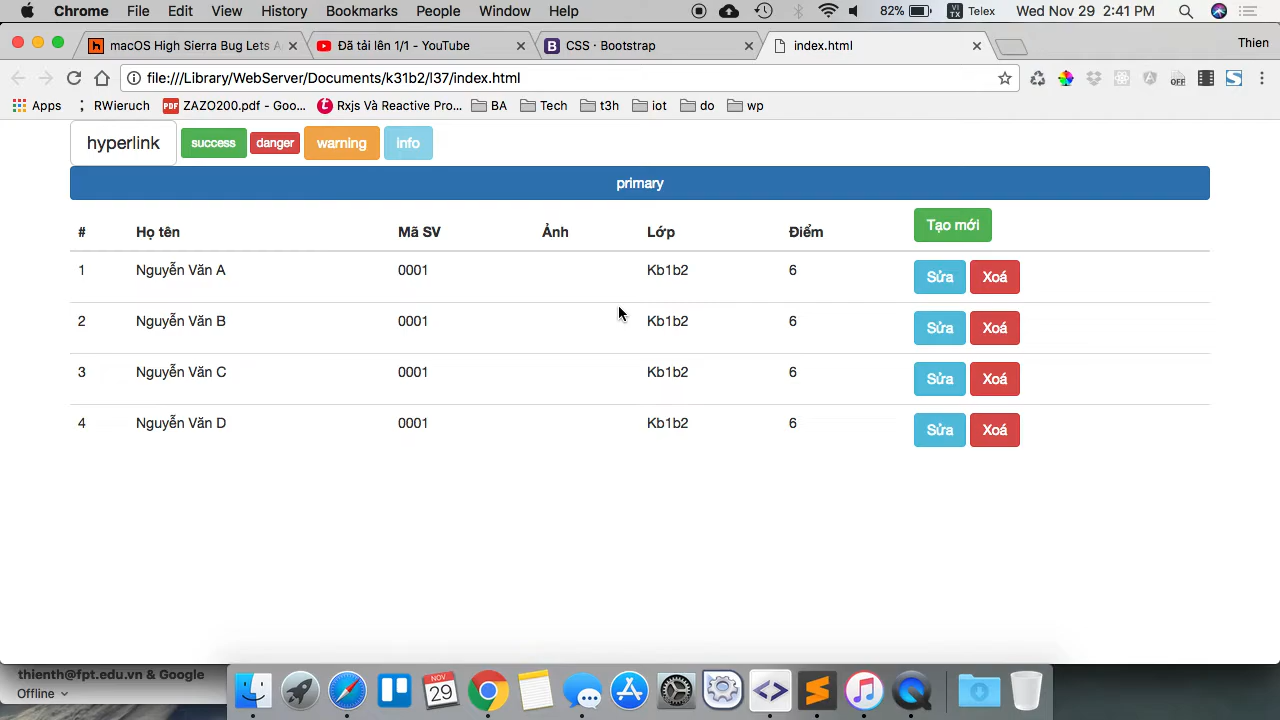 Chrome File Edit View History Bookmarks People Window Help 82% VI TX Telex Wed Nov 29 2:41 PM
macOS High Sierra Bug Lets A Đã tải lên 1/1 - YouTube CSS · Bootstrap index.html Thien
file:///Library/WebServer/Documents/k31b2/l37/index.html OFF
Apps RWieruch ZAZO200.pdf - Goo... Rxjs Và Reactive Pro... BA Tech t3h iot do wp
hyperlink success danger warning info
primary
# Họ tên Mã SV Ảnh Lớp Điểm Tạo mới
1 Nguyễn Văn A 0001 Kb1b2 6 Sửa Xoá
2 Nguyễn Văn B 0001 Kb1b2 6 Sửa Xoá
3 Nguyễn Văn C 0001 Kb1b2 6 Sửa Xoá
4 Nguyễn Văn D 0001 Kb1b2 6 Sửa Xoá
thienth@fpt.edu.vn & Google
Offline
NOV
29